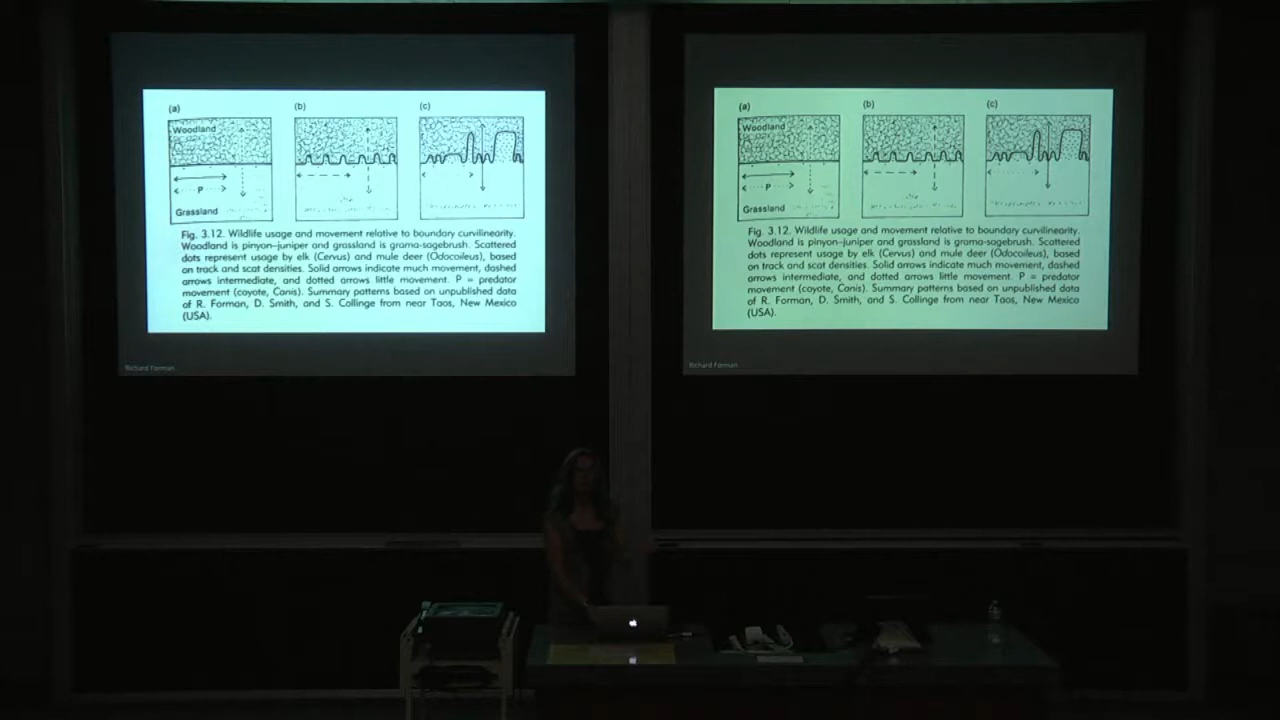 (a) (b) (c)
Woodland
P
Grassland
Fig. 3.12. Wildlife usage and movement relative to boundary curvilinearity.
Woodland is pinyon–juniper and grassland is grama-sagebrush. Scattered
dots represent usage by elk (Cervus) and mule deer (Odocoileus), based
on track and scat densities. Solid arrows indicate much movement, dashed
arrows intermediate, and dotted arrows little movement. P = predator
movement (coyote, Canis). Summary patterns based on unpublished data
of R. Forman, D. Smith, and S. Collinge from near Taos, New Mexico
(USA).
Richard Forman
(a) (b) (c)
Woodland
P
Grassland
Fig. 3.12. Wildlife usage and movement relative to boundary curvilinearity.
Woodland is pinyon–juniper and grassland is grama-sagebrush. Scattered
dots represent usage by elk (Cervus) and mule deer (Odocoileus), based
on track and scat densities. Solid arrows indicate much movement, dashed
arrows intermediate, and dotted arrows little movement. P = predator
movement (coyote, Canis). Summary patterns based on unpublished data
of R. Forman, D. Smith, and S. Collinge from near Taos, New Mexico
(USA).
Richard Forman